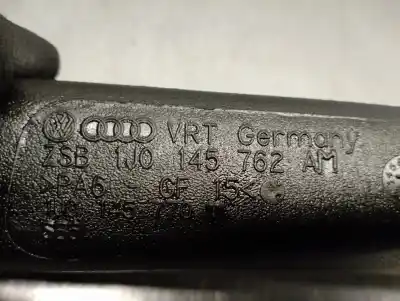 VRT Germany
ZSB 1J0 145 762 AM
>PA6 - GF 15<